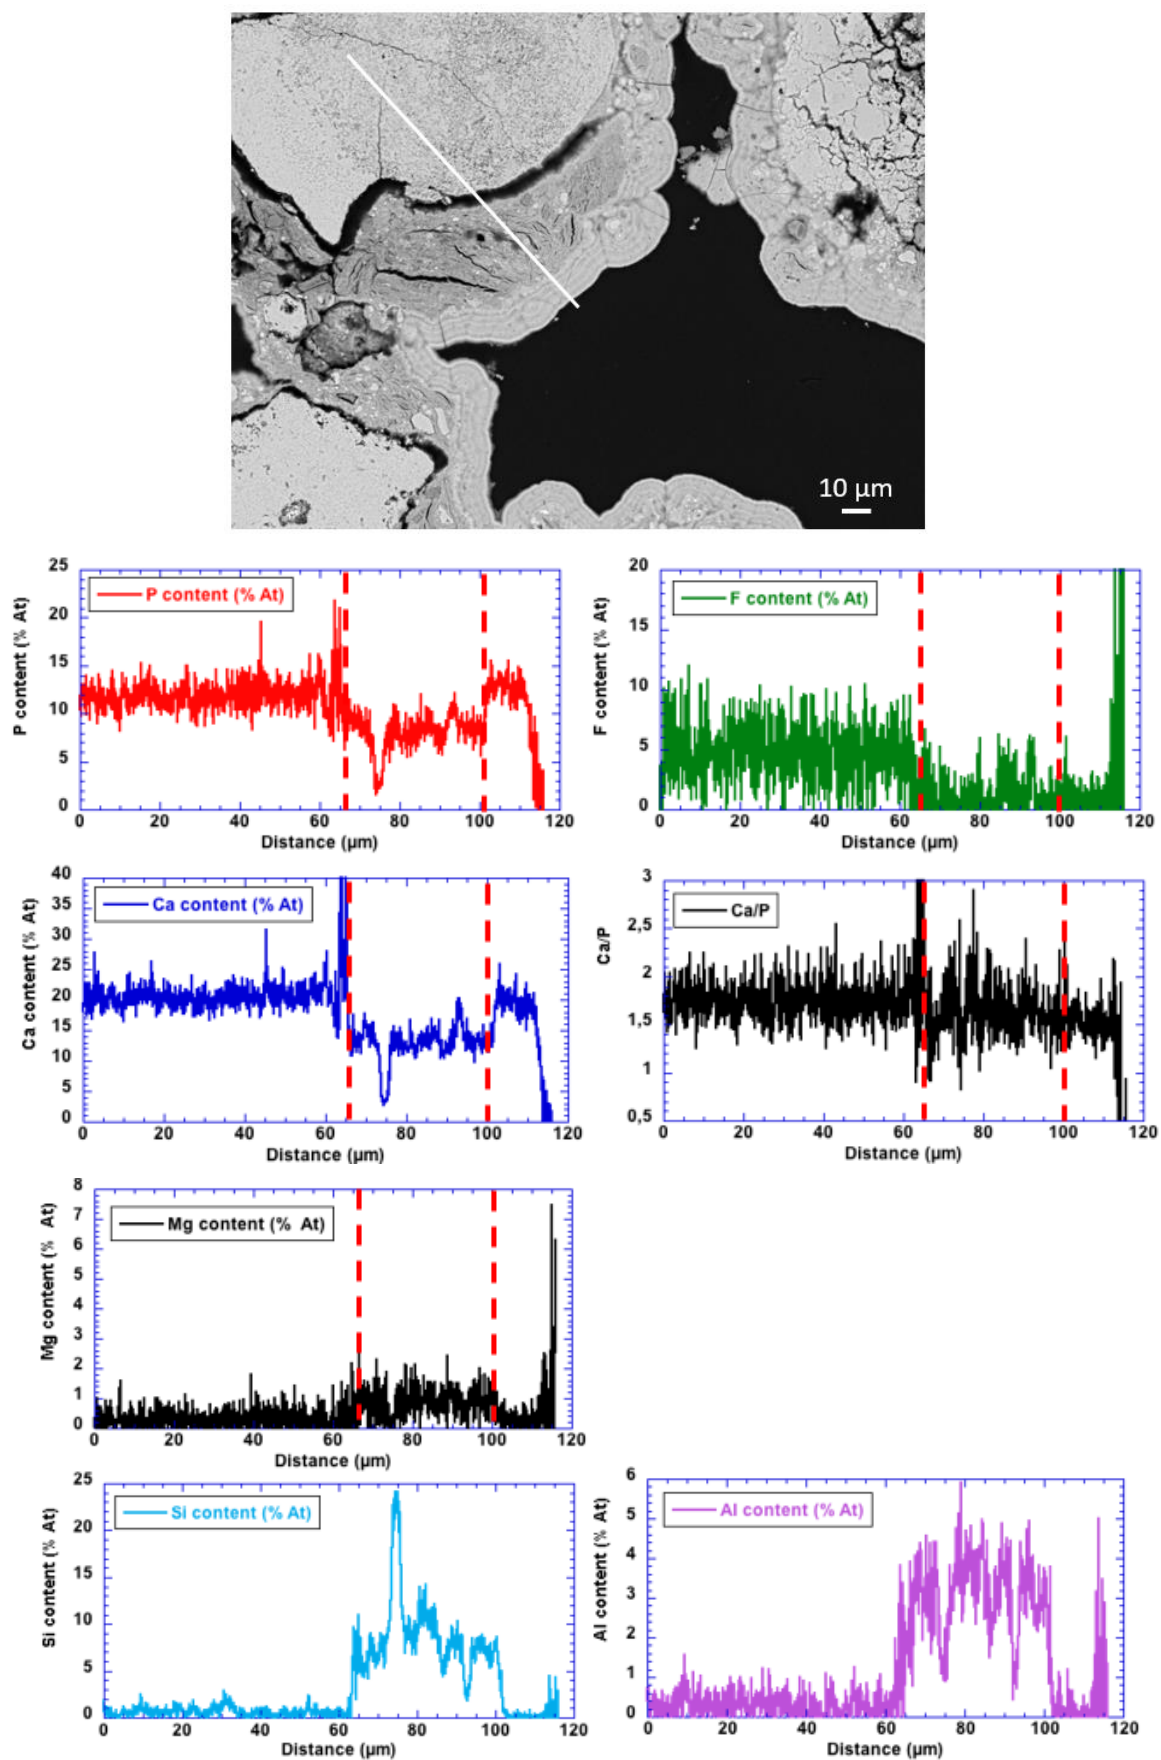 10 µm
25
20
15
10
5
0
P content (% At)
P content (% At)
0 20 40 60 80 100 120
Distance (µm)
20
15
10
5
0
F content (% At)
F content (% At)
0 20 40 60 80 100 120
Distance (µm)
40
35
30
25
20
15
10
5
0
Ca content (% At)
Ca content (% At)
0 20 40 60 80 100 120
Distance (µm)
3
2,5
2
1,5
1
0,5
Ca/P
Ca/P
0 20 40 60 80 100 120
Distance (µm)
8
7
6
5
4
3
2
1
0
Mg content (% At)
Mg content (% At)
0 20 40 60 80 100 120
Distance (µm)
25
20
15
10
5
0
Si content (% At)
Si content (% At)
0 20 40 60 80 100 120
Distance (µm)
6
5
4
3
2
1
0
Al content (% At)
Al content (% At)
0 20 40 60 80 100 120
Distance (µm)